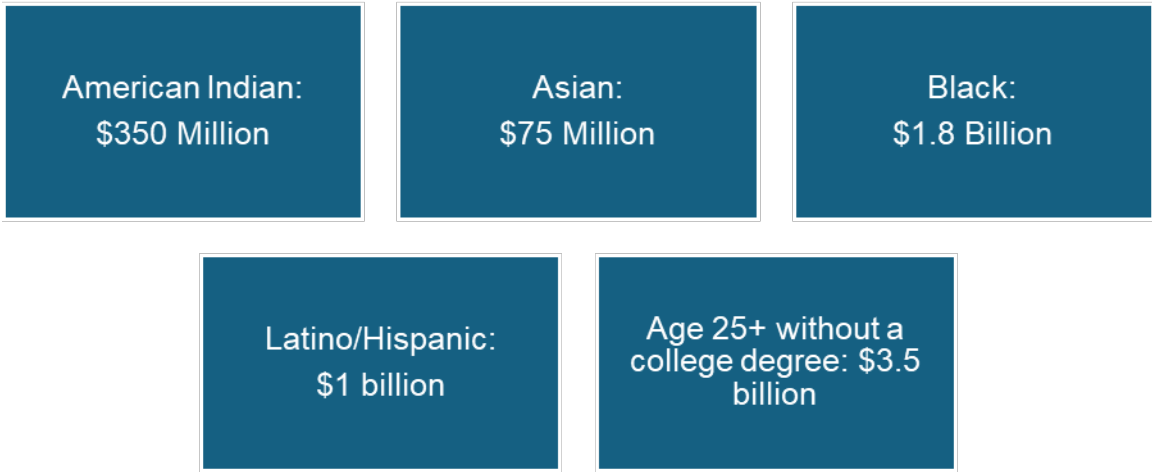 American Indian:
$350 Million
Asian:
$75 Million
Black:
$1.8 Billion
Latino/Hispanic:
$1 billion
Age 25+ without a
college degree: $3.5
billion